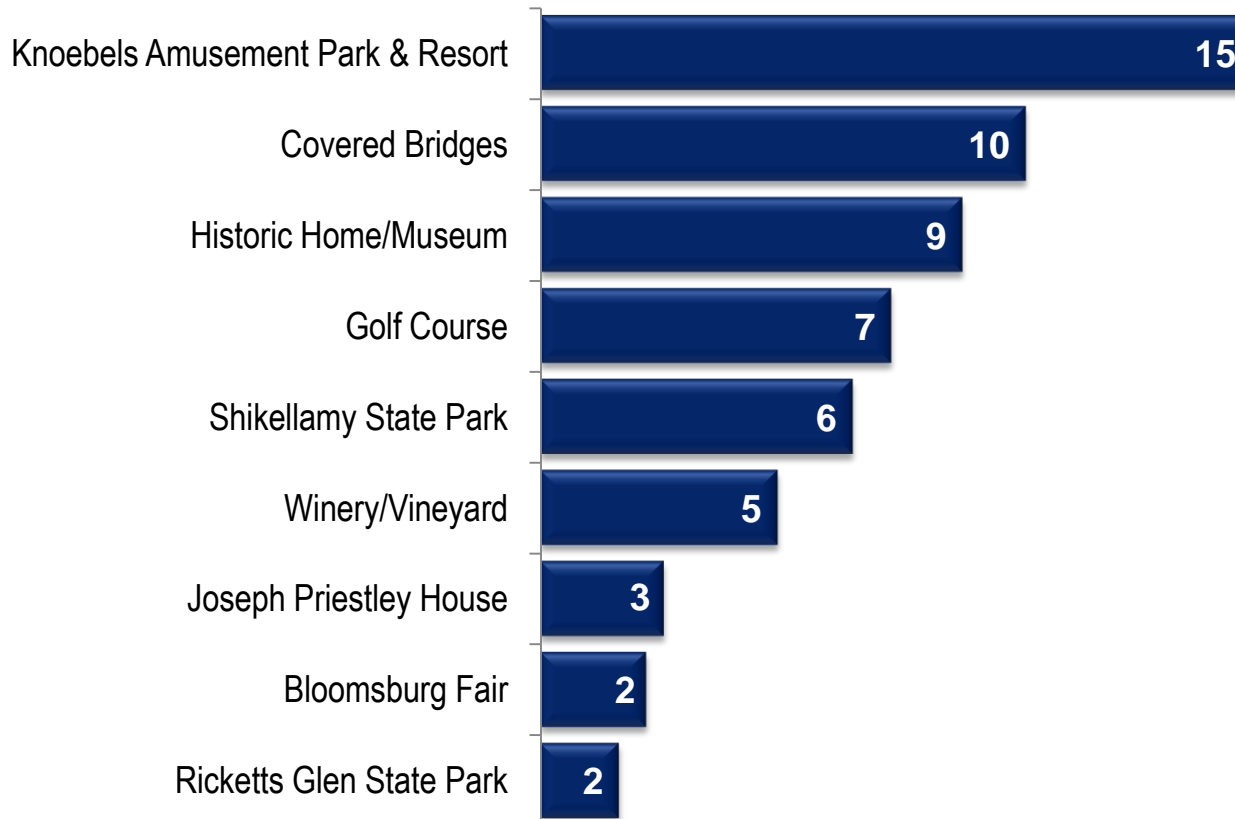 Knoebels Amusement Park & Resort 15
Covered Bridges 10
Historic Home/Museum 9
Golf Course 7
Shikellamy State Park 6
Winery/Vineyard 5
Joseph Priestley House 3
Bloomsburg Fair 2
Ricketts Glen State Park 2